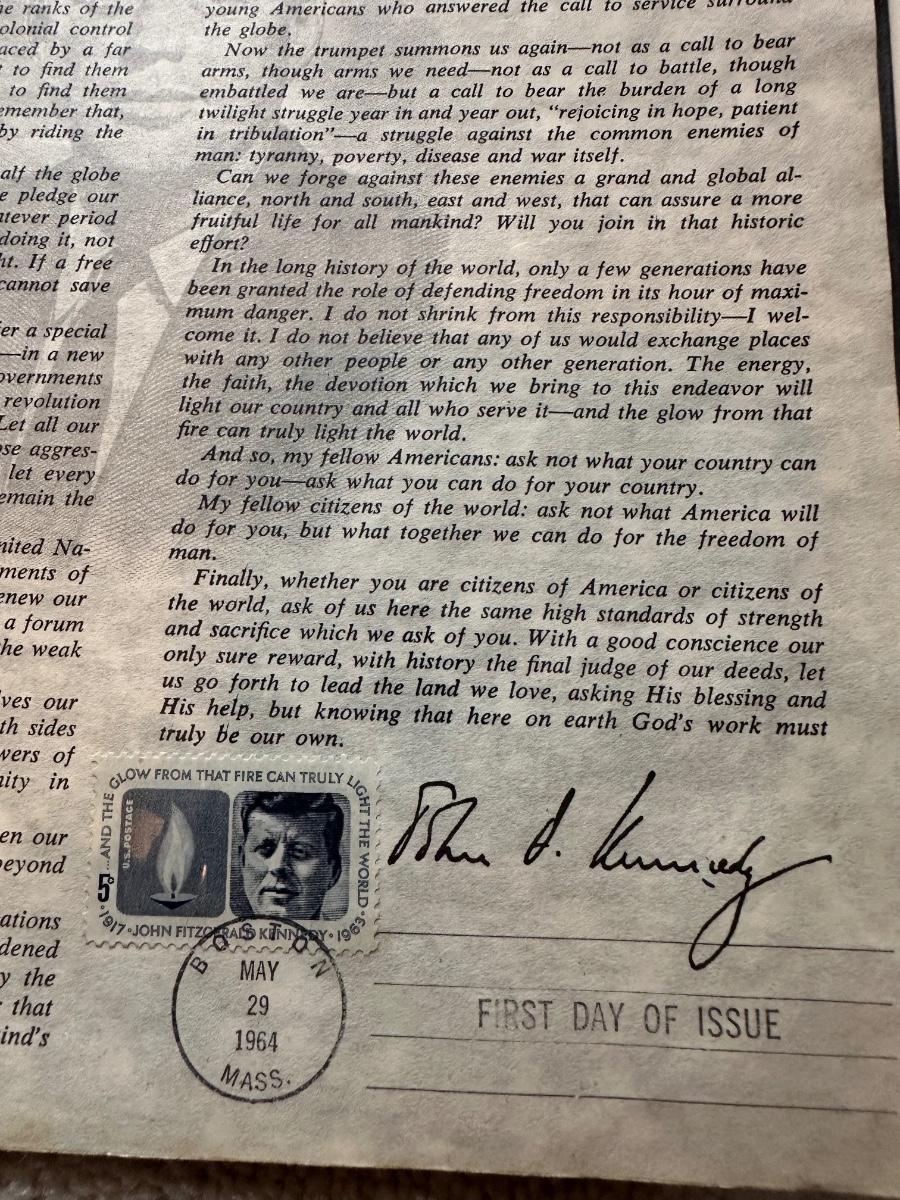 he ranks of the
olonial control
aced by a far
t to find them
to find them
emember that,
by riding the
alf the globe
e pledge our
atever period
doing it, not
ht. If a free
cannot save
er a special
—in a new
overnments
revolution
Let all our
ose aggres-
let every
emain the
nited Na-
ments of
enew our
a forum
the weak
lves our
th sides
wers of
nity in
en our
beyond
ations
dened
y the
that
kind's
young Americans who answered the call to service surround
the globe.
Now the trumpet summons us again—not as a call to bear
arms, though arms we need—not as a call to battle, though
embattled we are—but a call to bear the burden of a long
twilight struggle year in and year out, "rejoicing in hope, patient
in tribulation"—a struggle against the common enemies of
man: tyranny, poverty, disease and war itself.
Can we forge against these enemies a grand and global al-
liance, north and south, east and west, that can assure a more
fruitful life for all mankind? Will you join in that historic
effort?
In the long history of the world, only a few generations have
been granted the role of defending freedom in its hour of maxi-
mum danger. I do not shrink from this responsibility—I wel-
come it. I do not believe that any of us would exchange places
with any other people or any other generation. The energy,
the faith, the devotion which we bring to this endeavor will
light our country and all who serve it—and the glow from that
fire can truly light the world.
And so, my fellow Americans: ask not what your country can
do for you—ask what you can do for your country.
My fellow citizens of the world: ask not what America will
do for you, but what together we can do for the freedom of
man.
Finally, whether you are citizens of America or citizens of
the world, ask of us here the same high standards of strength
and sacrifice which we ask of you. With a good conscience our
only sure reward, with history the final judge of our deeds, let
us go forth to lead the land we love, asking His blessing and
His help, but knowing that here on earth God's work must
truly be our own.
...AND THE GLOW FROM THAT FIRE CAN TRULY LIGHT THE WORLD.
U.S. POSTAGE
5c
1917·JOHN FITZGERALD KENNEDY·1963
John F. Kennedy
BOSTON
MAY
29
1964
MASS.
FIRST DAY OF ISSUE